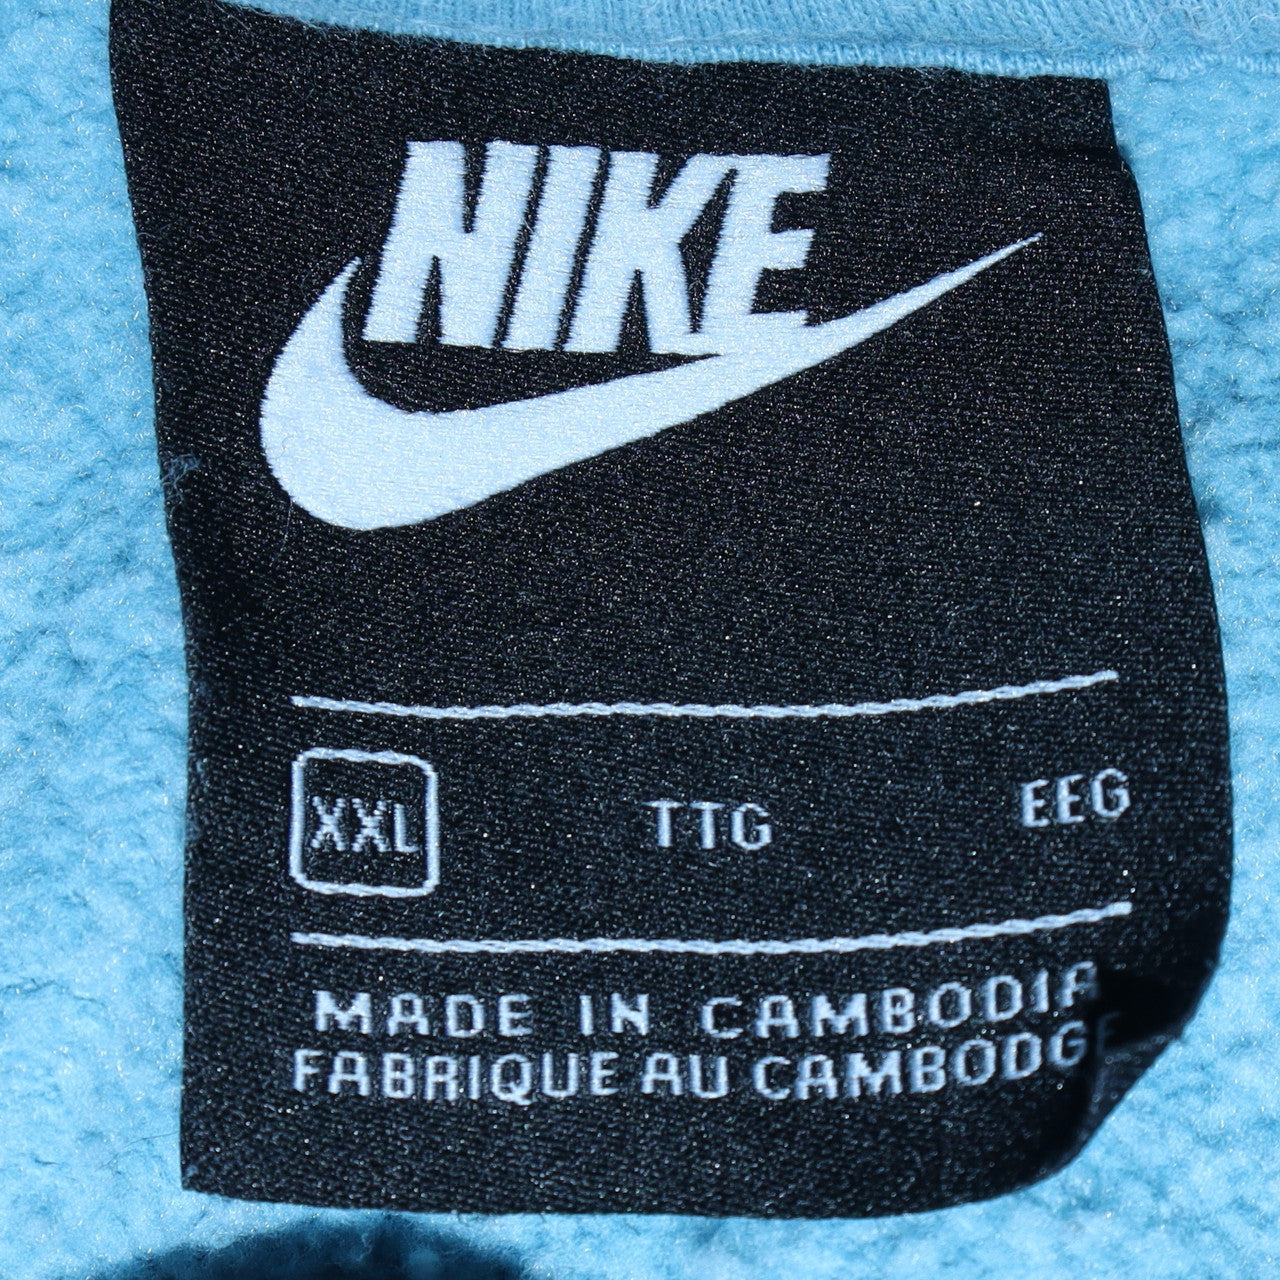 NIKE
XXL TTG EEG
MADE IN CAMBODIA
FABRIQUE AU CAMBODGE